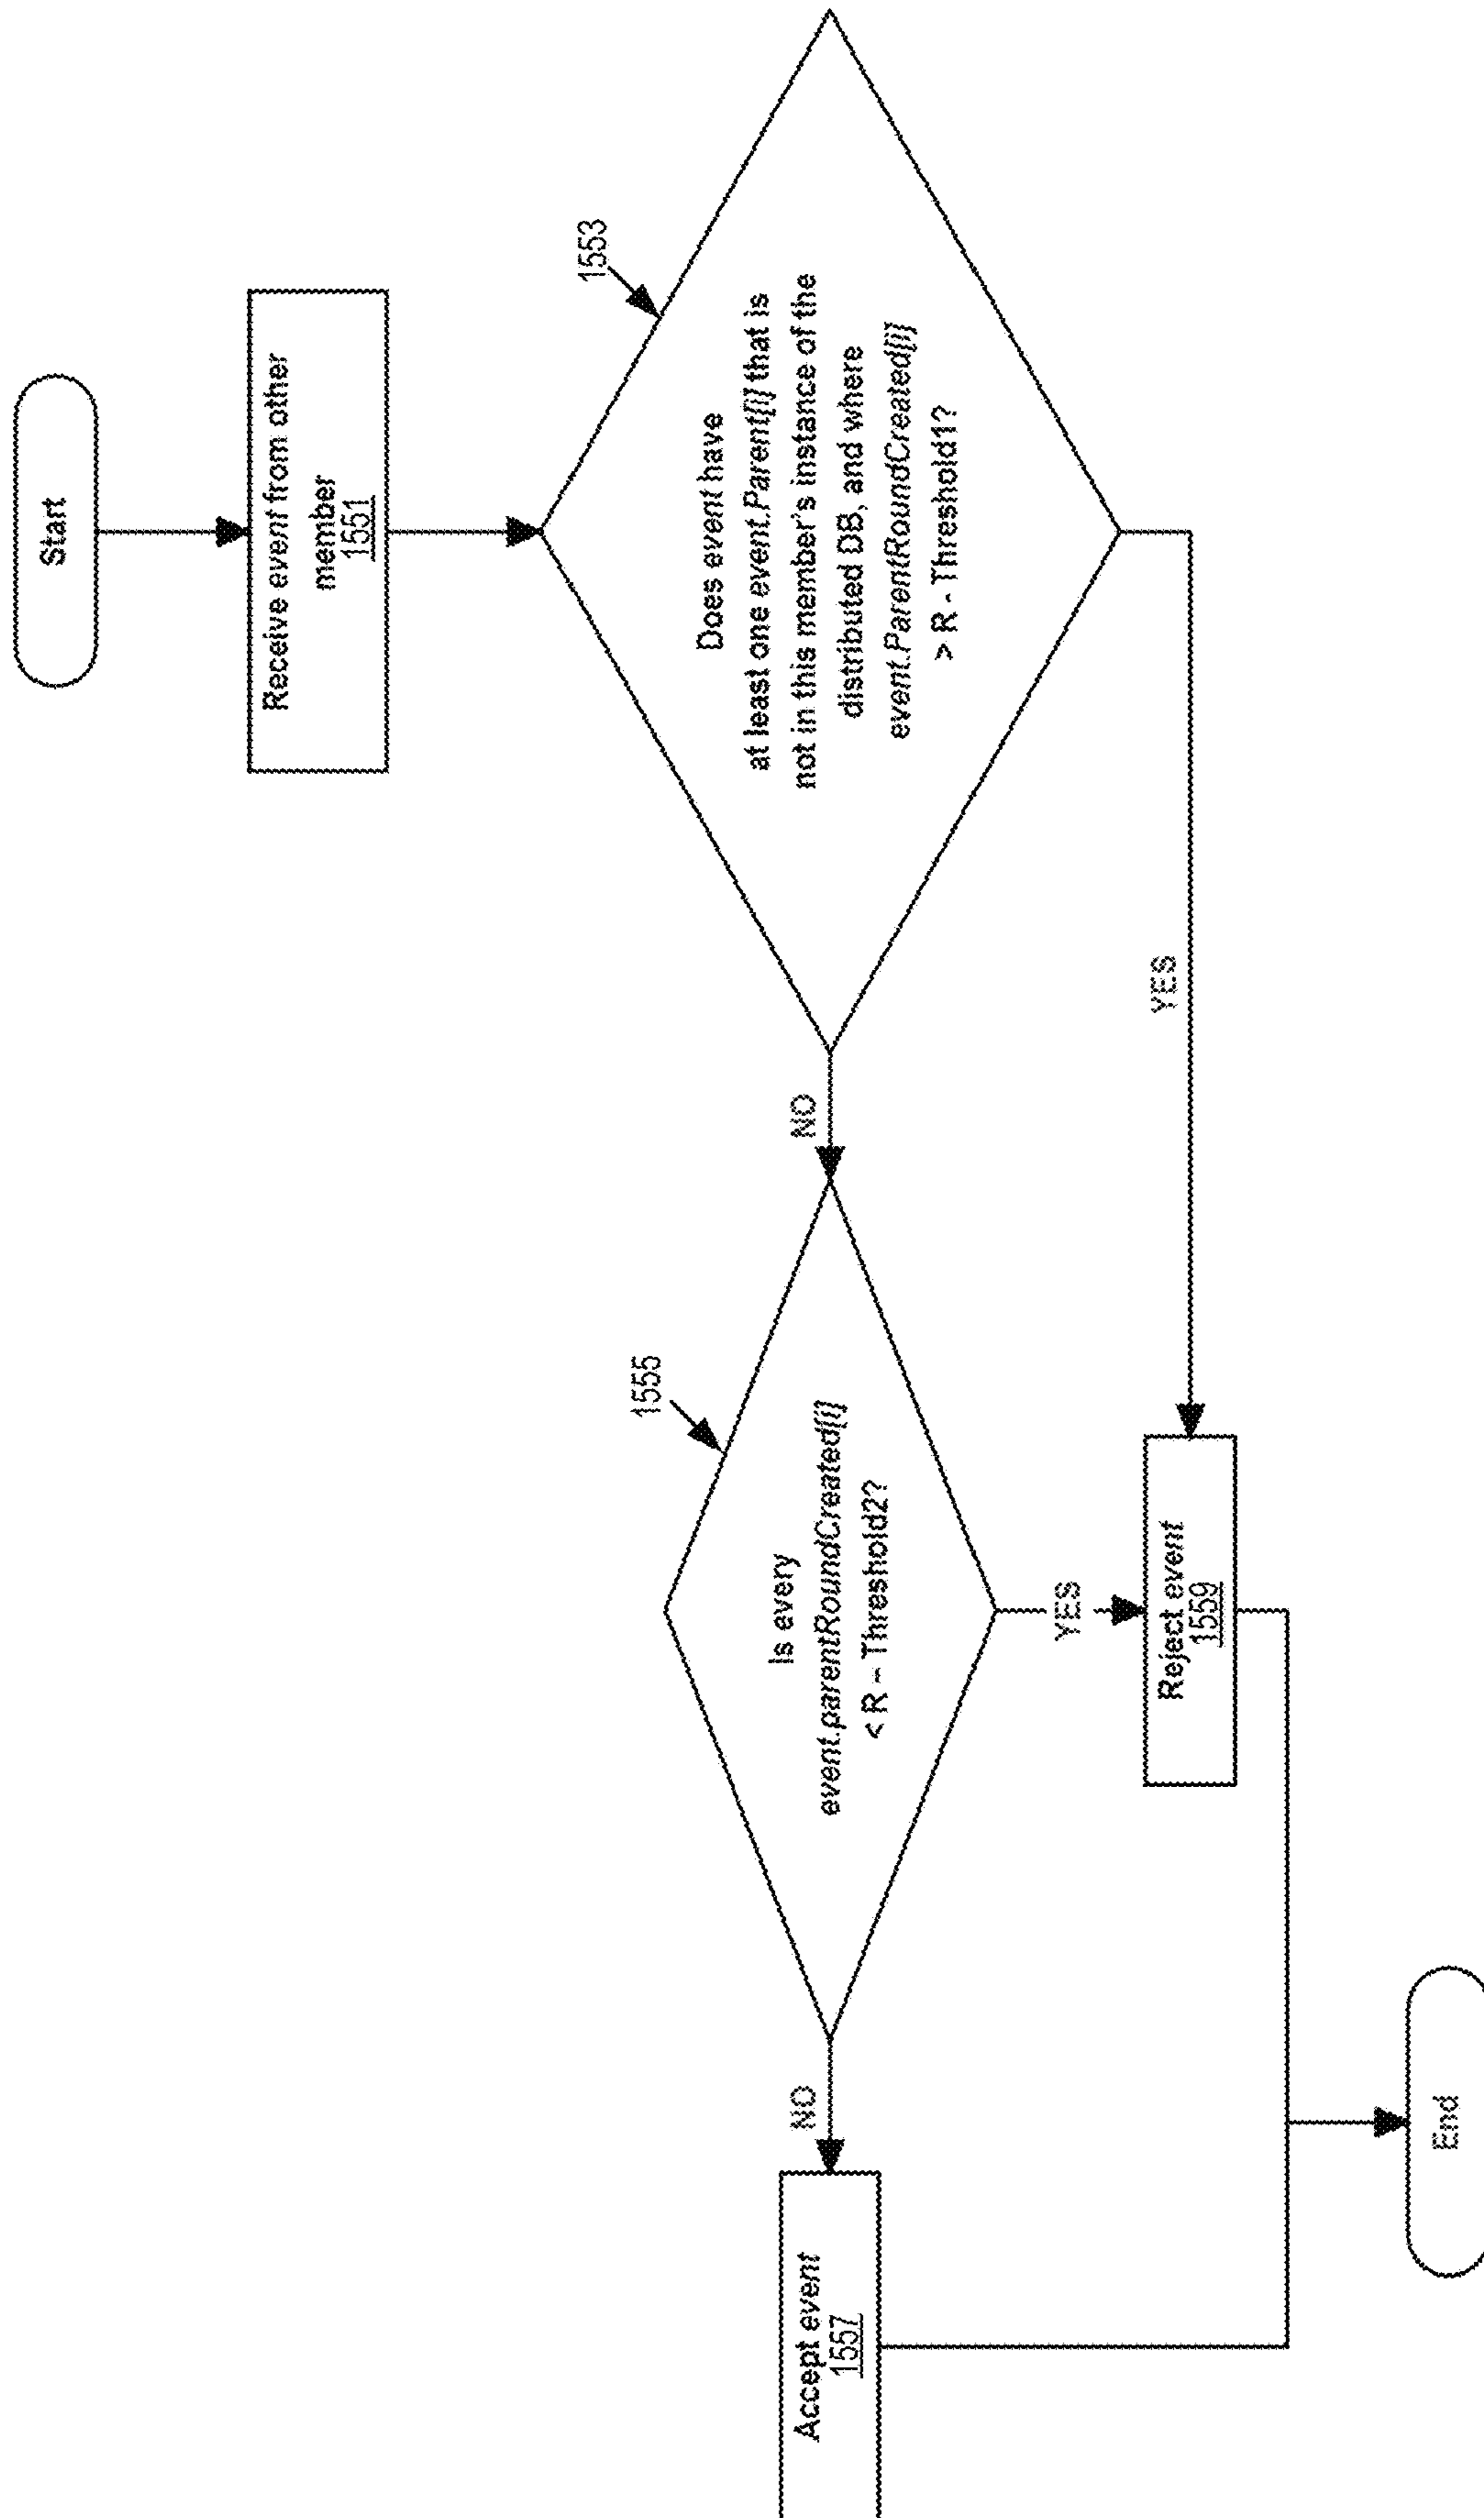 Start
Receive event from other
member
1551
1553
Does event have
at least one event.Parent[i] that is
not in this member's instance of the
distributed DB, and where
event.ParentRoundCreated[i]
> R - Threshold1?
NO
YES
1555
Is every
event.parentRoundCreated[i]
< R - Threshold2?
NO
YES
Accept event
1557
Reject event
1559
End